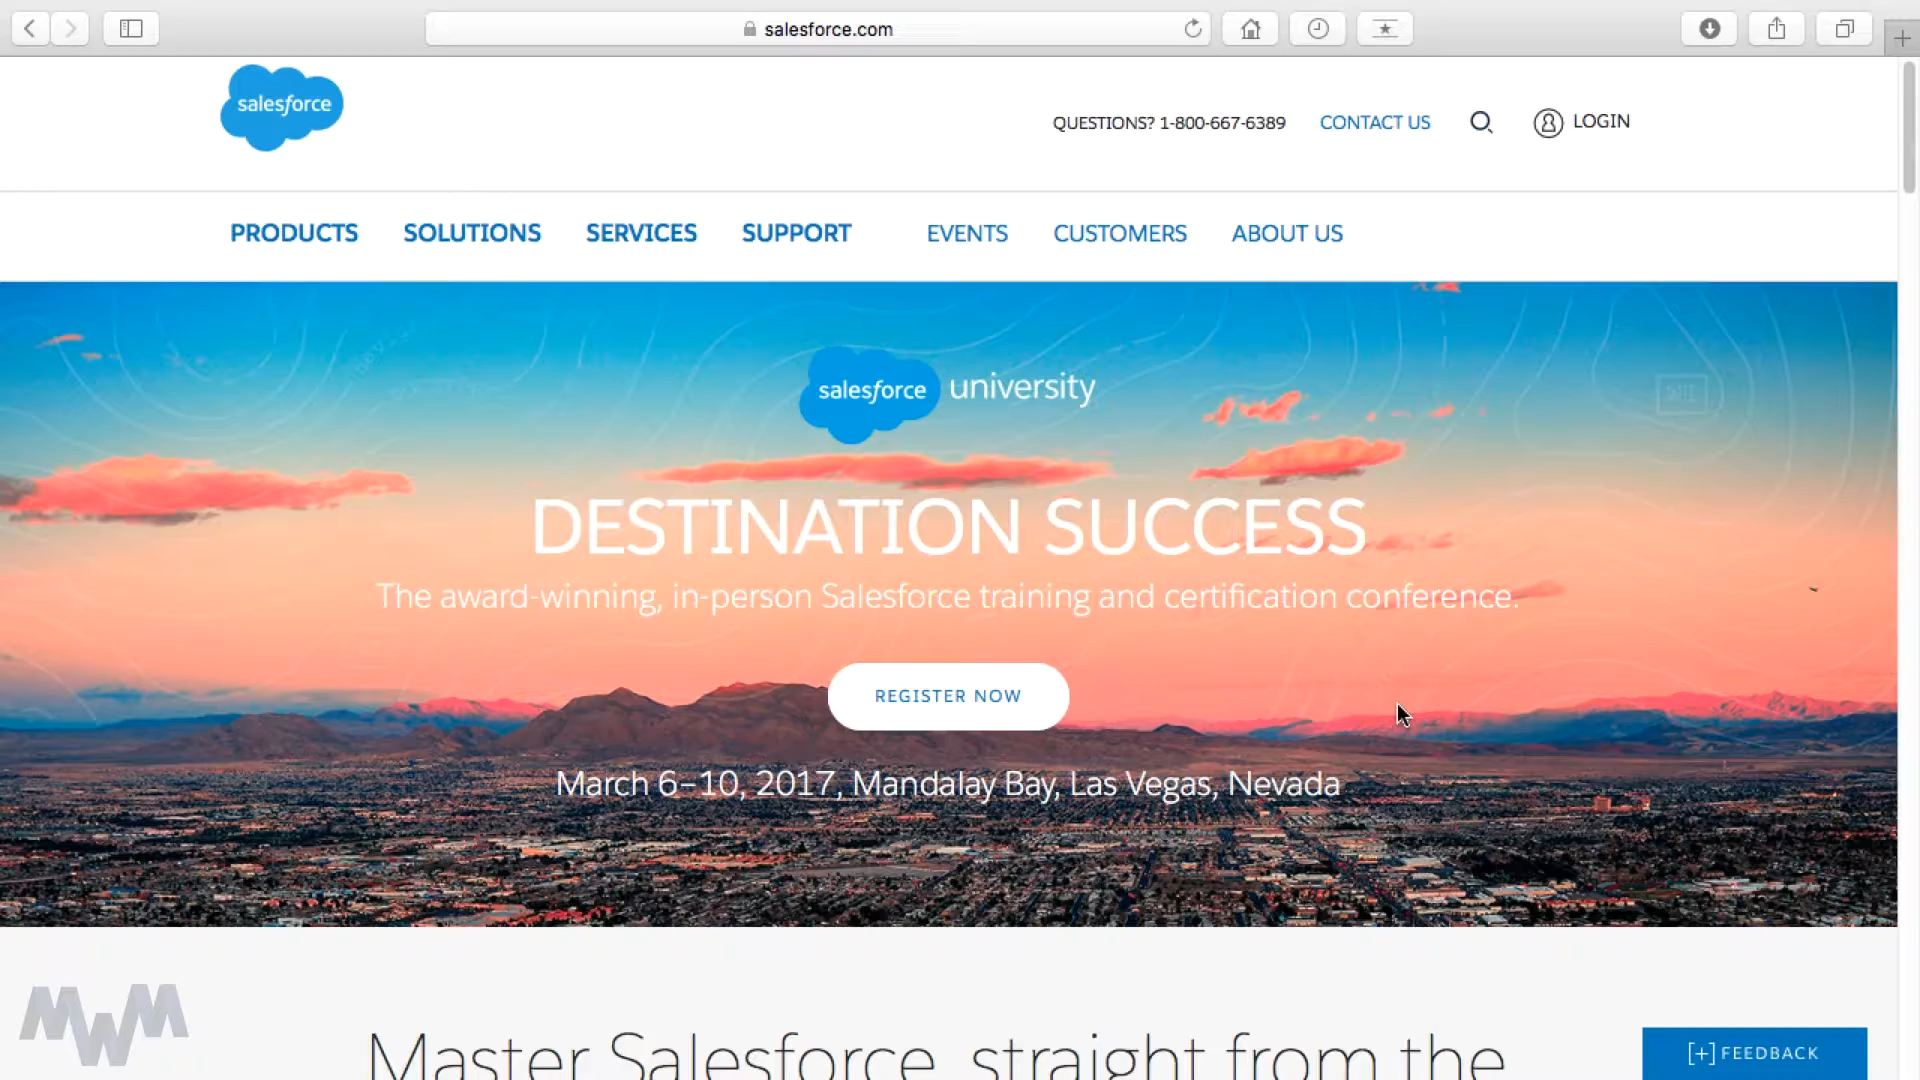 salesforce.com
salesforce
QUESTIONS? 1-800-667-6389
CONTACT US
LOGIN
PRODUCTS
SOLUTIONS
SERVICES
SUPPORT
EVENTS
CUSTOMERS
ABOUT US
salesforce university
DESTINATION SUCCESS
The award-winning, in-person Salesforce training and certification conference.
REGISTER NOW
March 6–10, 2017, Mandalay Bay, Las Vegas, Nevada
MWM
Master Salesforce, straight from the
[+] FEEDBACK